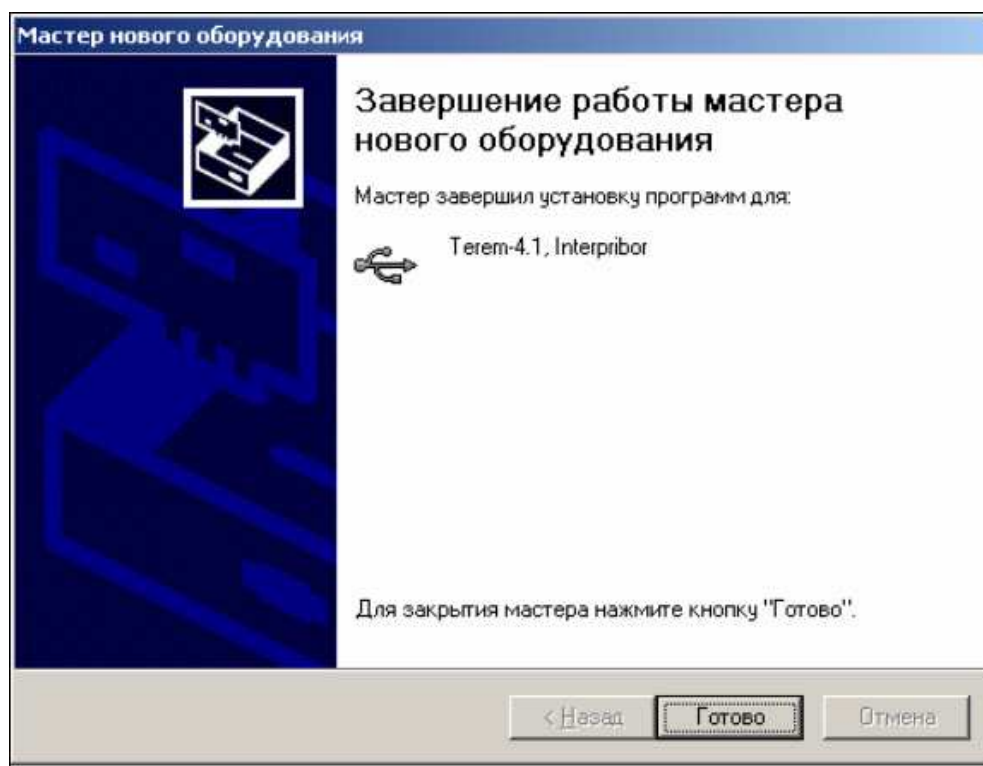 Мастер нового оборудования
Завершение работы мастера
нового оборудования
Мастер завершил установку программ для:
Terem-4.1, Interpribor
Для закрытия мастера нажмите кнопку "Готово".
< Назад
Готово
Отмена